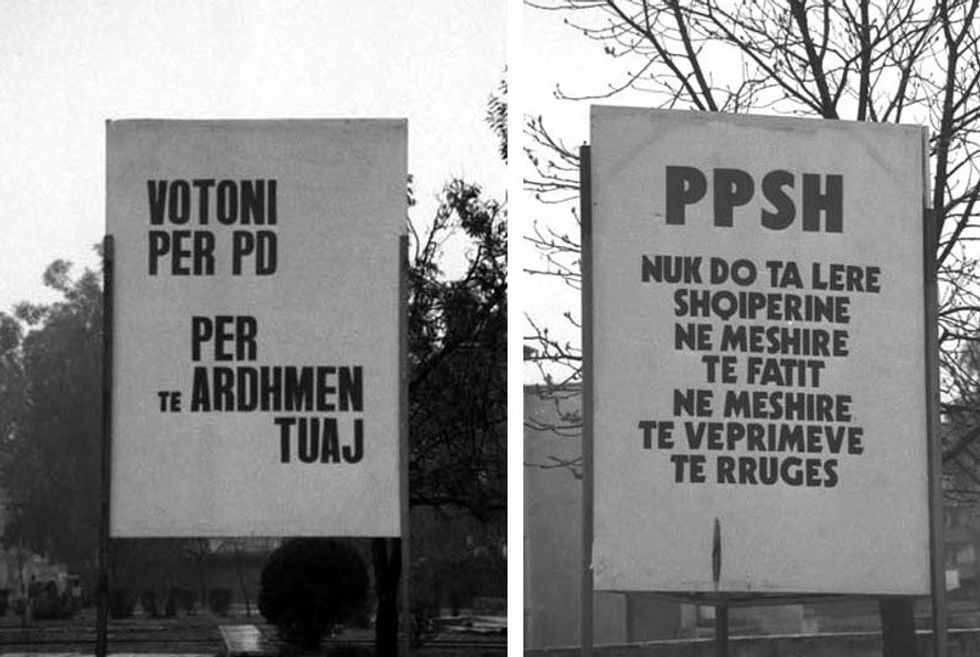 VOTONI
PER PD
PER
TE ARDHMEN
TUAJ
PPSH
NUK DO TA LERE
SHQIPERINE
NE MESHIRE
TE FATIT
NE MESHIRE
TE VEPRIMEVE
TE RRUGES